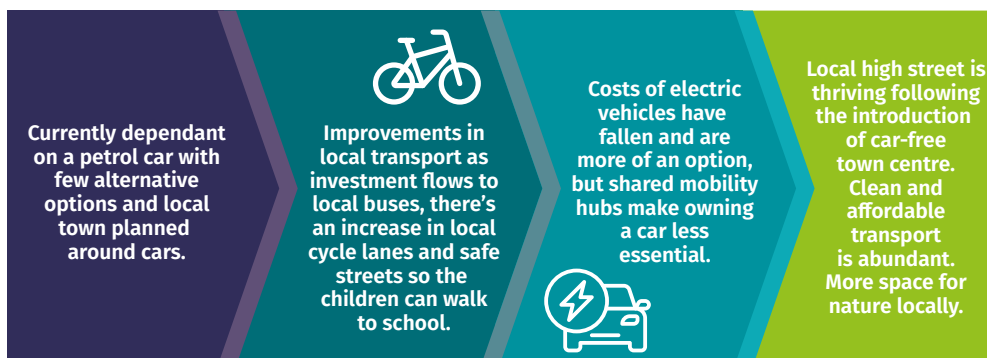 Currently dependant
on a petrol car with
few alternative
options and local
town planned
around cars.
Improvements in
local transport as
investment flows to
local buses, there’s
an increase in local
cycle lanes and safe
streets so the
children can walk
to school.
Costs of electric
vehicles have
fallen and are
more of an option,
but shared mobility
hubs make owning
a car less
essential.
Local high street is
thriving following
the introduction
of car-free
town centre.
Clean and
affordable
transport
is abundant.
More space for
nature locally.